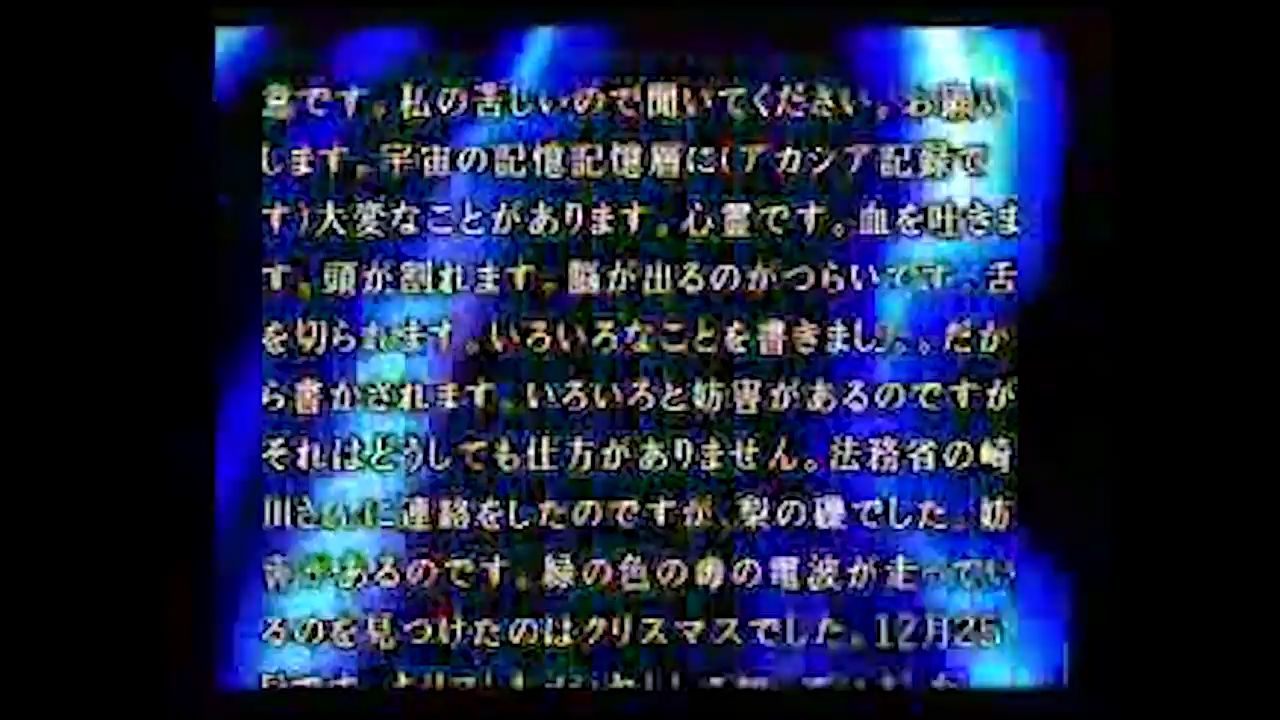 です。私の苦しいので聞いてください。お願い
します。宇宙の記憶記憶層に(アカシア記録で
す)大変なことがあります。心霊です。血を吐きま
す。頭が割れます。脳が出るのがつらいです。舌
を切られます。いろいろなことを書きました。だか
ら書かされます。いろいろと妨害があるのですが
それはどうしても仕方がありません。法務省の崎
川さんに連絡をしたのですが、梨の礫でした。妨
害があるのです。緑の色の毒の電波が走ってい
るのを見つけたのはクリスマスでした。12月25